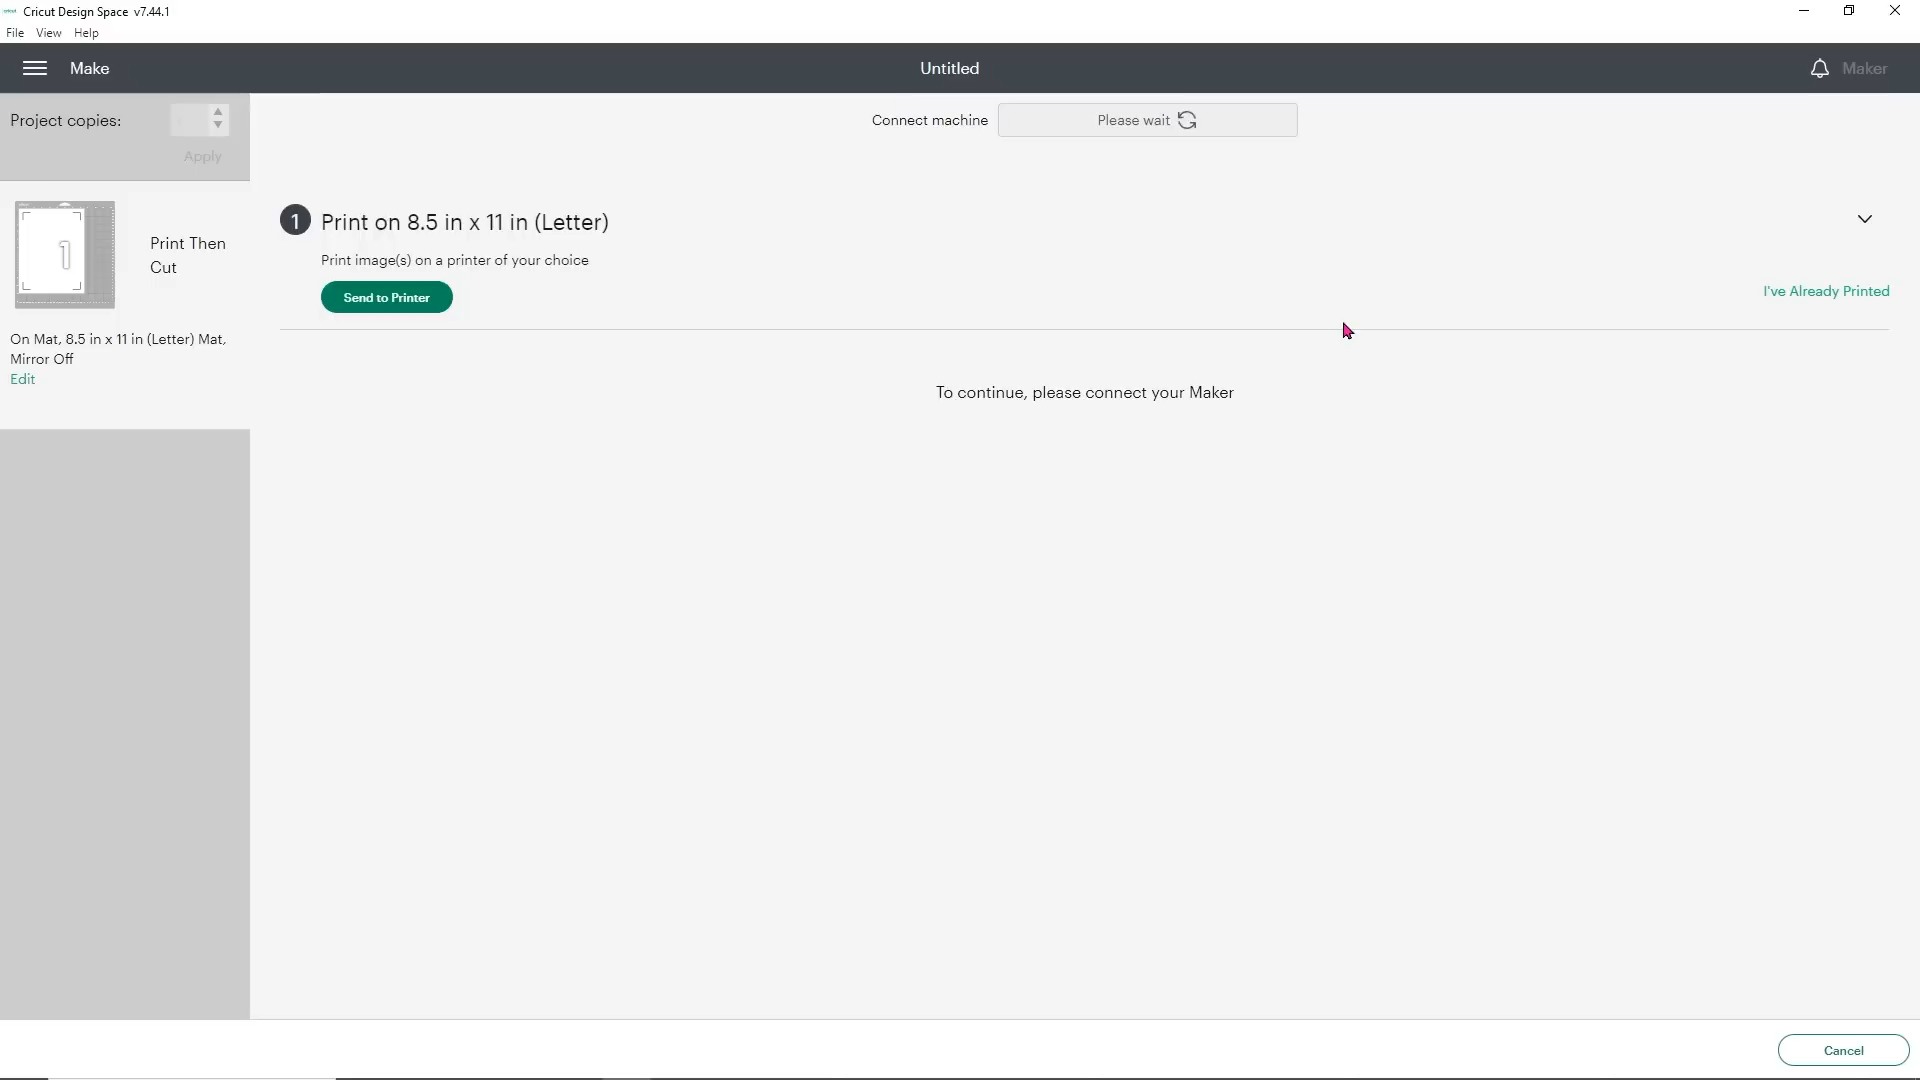 Cricut Design Space v7.44.1
File View Help
Make
Untitled
Maker
Project copies:
Apply
Connect machine
Please wait
1 Print on 8.5 in x 11 in (Letter)
Print image(s) on a printer of your choice
Send to Printer
I've Already Printed
1
Print Then
Cut
On Mat, 8.5 in x 11 in (Letter) Mat,
Mirror Off
Edit
To continue, please connect your Maker
Cancel